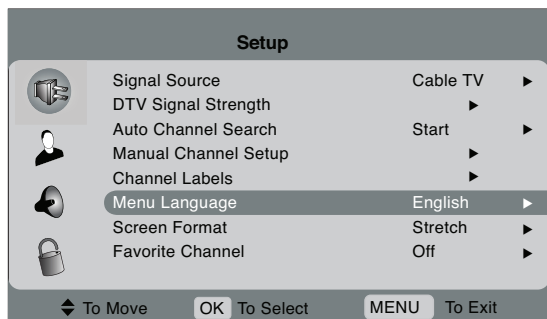 Setup
Signal Source Cable TV ►
DTV Signal Strength ►
Auto Channel Search Start ►
Manual Channel Setup ►
Channel Labels ►
Menu Language English ►
Screen Format Stretch ►
Favorite Channel Off ►
To Move OK To Select MENU To Exit